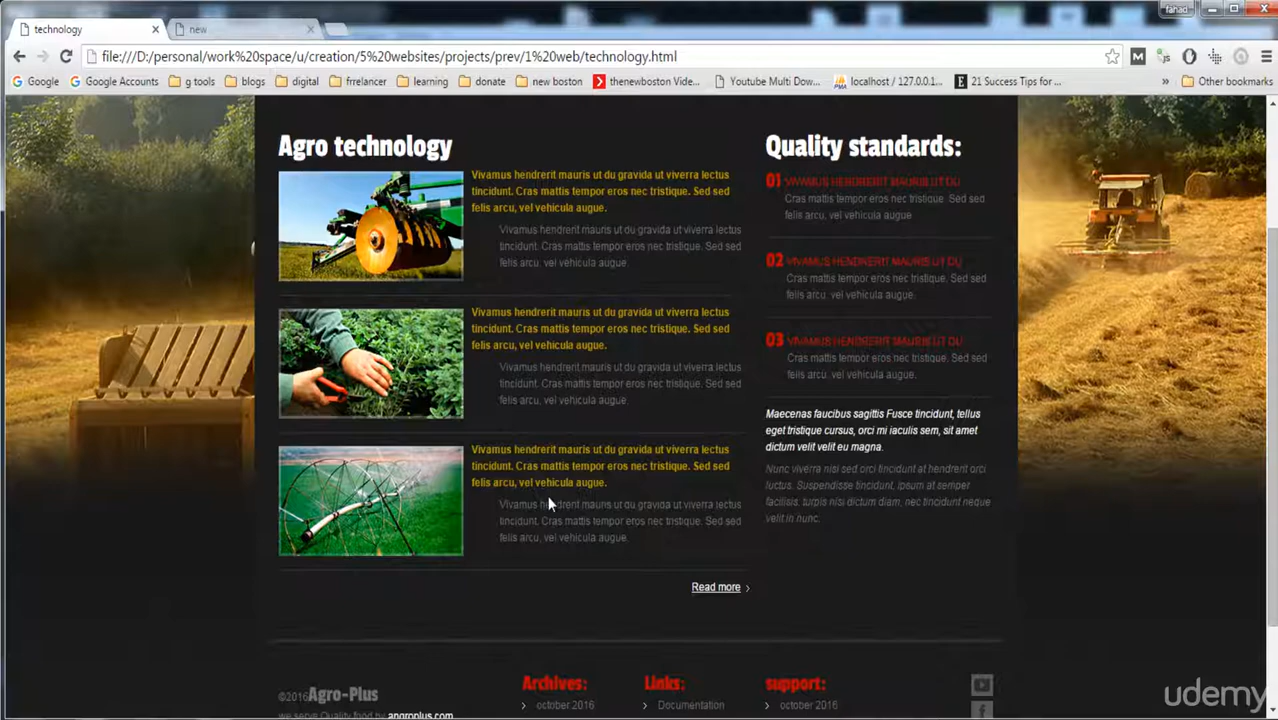 fahad
technology
new
file:///D:/personal/work%20space/u/creation/5%20websites/projects/prev/1%20web/technology.html
Google
Google Accounts
g tools
blogs
digital
frrelancer
learning
donate
new boston
thenewboston Vide...
Youtube Multi Dow...
localhost / 127.0.0.1...
21 Success Tips for ...
»
Other bookmarks
Agro technology
Vivamus hendrerit mauris ut du gravida ut viverra lectus
tincidunt. Cras mattis tempor eros nec tristique. Sed sed
felis arcu, vel vehicula augue.
Vivamus hendrerit mauris ut du gravida ut viverra lectus
tincidunt. Cras mattis tempor eros nec tristique. Sed sed
felis arcu, vel vehicula augue.
Vivamus hendrerit mauris ut du gravida ut viverra lectus
tincidunt. Cras mattis tempor eros nec tristique. Sed sed
felis arcu, vel vehicula augue.
Vivamus hendrerit mauris ut du gravida ut viverra lectus
tincidunt. Cras mattis tempor eros nec tristique. Sed sed
felis arcu, vel vehicula augue.
Vivamus hendrerit mauris ut du gravida ut viverra lectus
tincidunt. Cras mattis tempor eros nec tristique. Sed sed
felis arcu, vel vehicula augue.
Vivamus hendrerit mauris ut du gravida ut viverra lectus
tincidunt. Cras mattis tempor eros nec tristique. Sed sed
felis arcu, vel vehicula augue.
Read more
Quality standards:
01 VIVAMUS HENDRERIT MAURIS UT DU
Cras mattis tempor eros nec tristique. Sed sed
felis arcu, vel vehicula augue
02 VIVAMUS HENDRERIT MAURIS UT DU
Cras mattis tempor eros nec tristique. Sed sed
felis arcu, vel vehicula augue.
03 VIVAMUS HENDRERIT MAURIS UT DU
Cras mattis tempor eros nec tristique. Sed sed
felis arcu, vel vehicula augue.
Maecenas faucibus sagittis Fusce tincidunt, tellus
eget tristique cursus, orci mi iaculis sem, sit amet
dictum velit velit eu magna.
Nunc viverra nisi sed orci tincidunt at hendrerit orci
luctus. Suspendisse tincidunt, ipsum at semper
facilisis, turpis nisi dictum diam, nec tincidunt neque
velit in nunc.
©2016 Agro-Plus
we serve Quality food by angroplus.com
Archives:
october 2016
Links:
Documentation
support:
october 2016
udemy